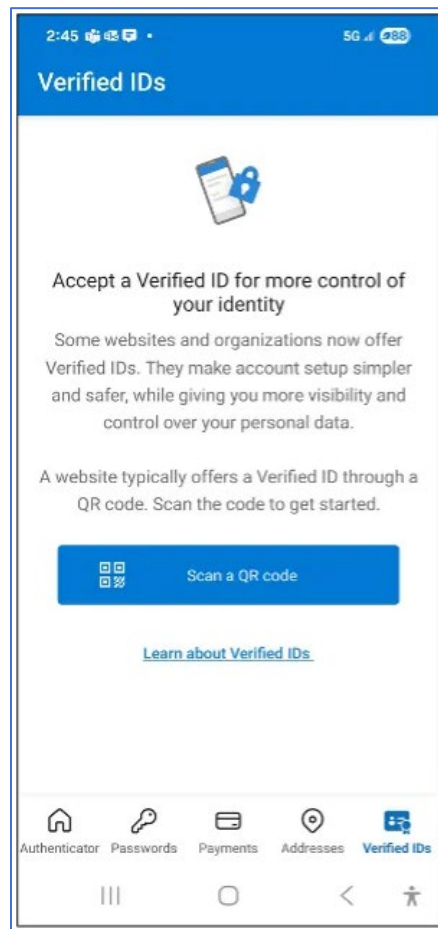 2:45
5G 88
Verified IDs
Accept a Verified ID for more control of
your identity
Some websites and organizations now offer
Verified IDs. They make account setup simpler
and safer, while giving you more visibility and
control over your personal data.
A website typically offers a Verified ID through a
QR code. Scan the code to get started.
Scan a QR code
Learn about Verified IDs
Authenticator Passwords Payments Addresses Verified IDs